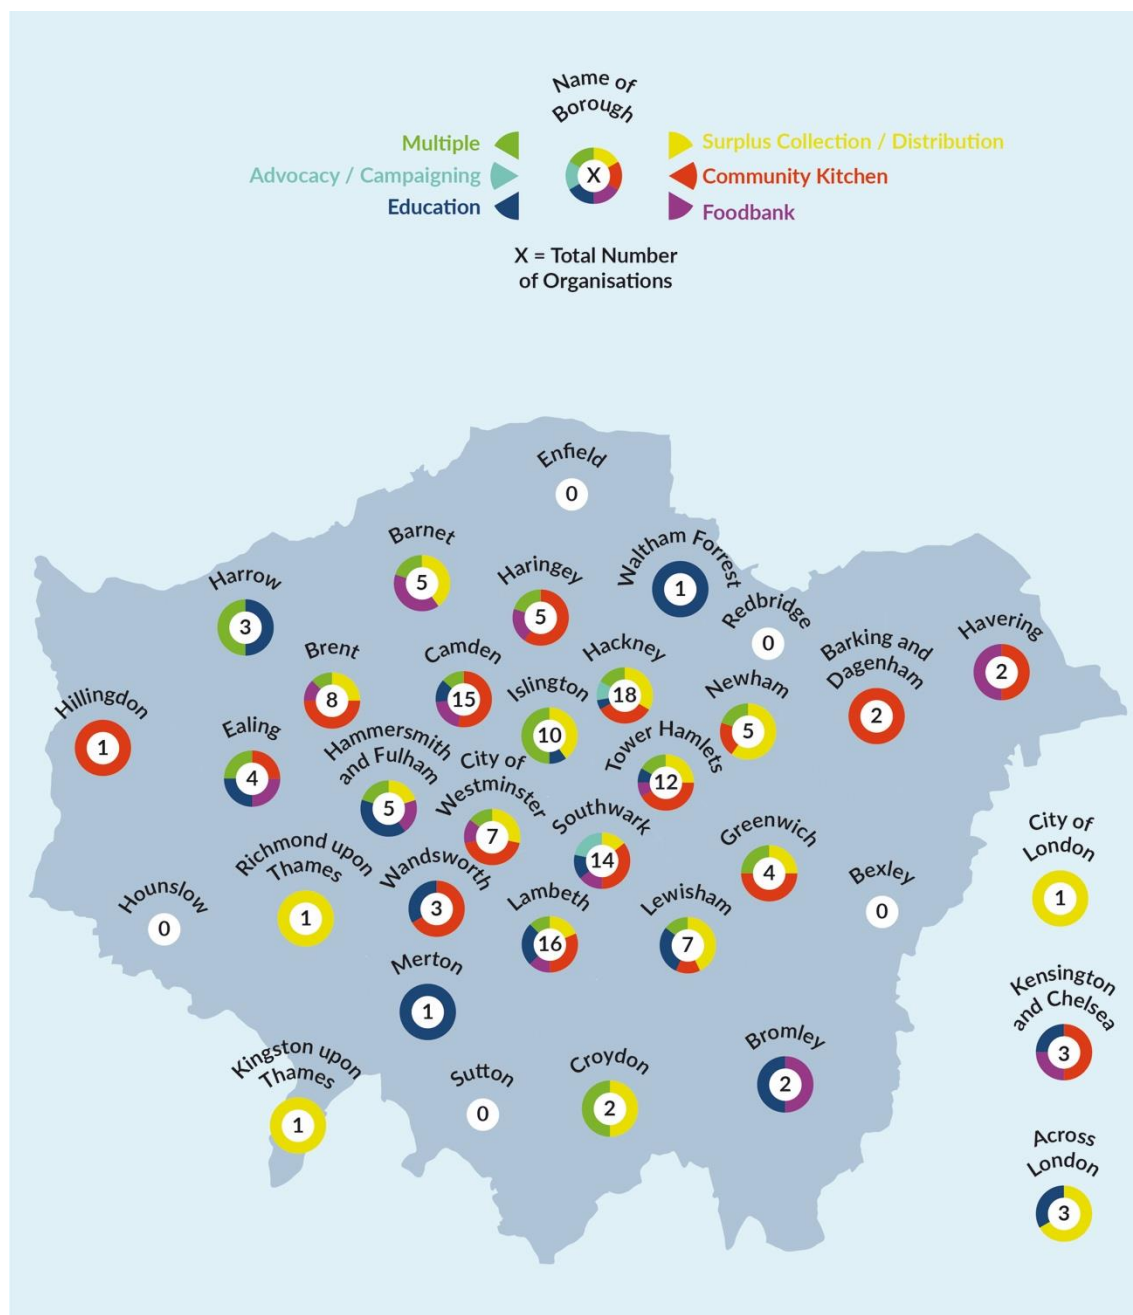 Name of
Borough
Multiple
Advocacy / Campaigning
Education
X
Surplus Collection / Distribution
Community Kitchen
Foodbank
X = Total Number
of Organisations
Enfield
0
Barnet
5
Haringey
5
Waltham Forrest
1
Redbridge
0
Harrow
3
Brent
8
Camden
15
Hackney
18
Islington
10
Newham
5
Barking and
Dagenham
2
Havering
2
Hillingdon
1
Ealing
4
Hammersmith
and Fulham
5
City of
Westminster
7
Tower Hamlets
12
Southwark
14
Greenwich
4
Bexley
0
City of
London
1
Hounslow
0
Richmond upon
Thames
1
Wandsworth
3
Lambeth
16
Lewisham
7
Merton
1
Kensington
and Chelsea
3
Kingston upon
Thames
1
Sutton
0
Croydon
2
Bromley
2
Across
London
3